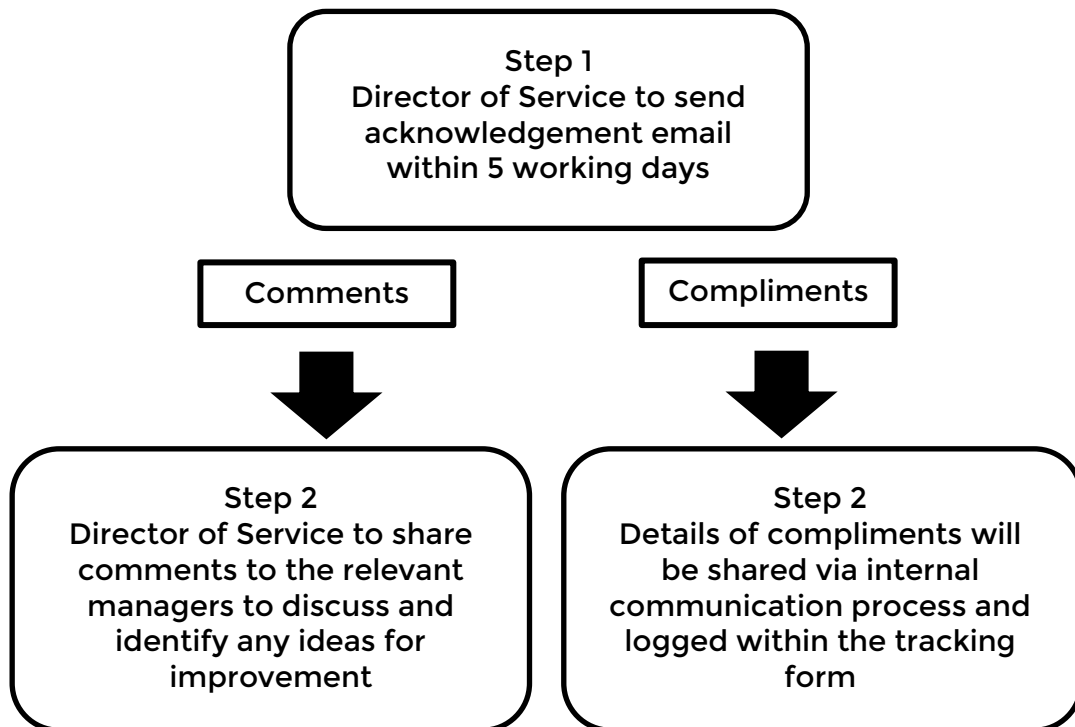 Step 1
Director of Service to send
acknowledgement email
within 5 working days
Comments
Compliments
Step 2
Director of Service to share
comments to the relevant
managers to discuss and
identify any ideas for
improvement
Step 2
Details of compliments will
be shared via internal
communication process and
logged within the tracking
form